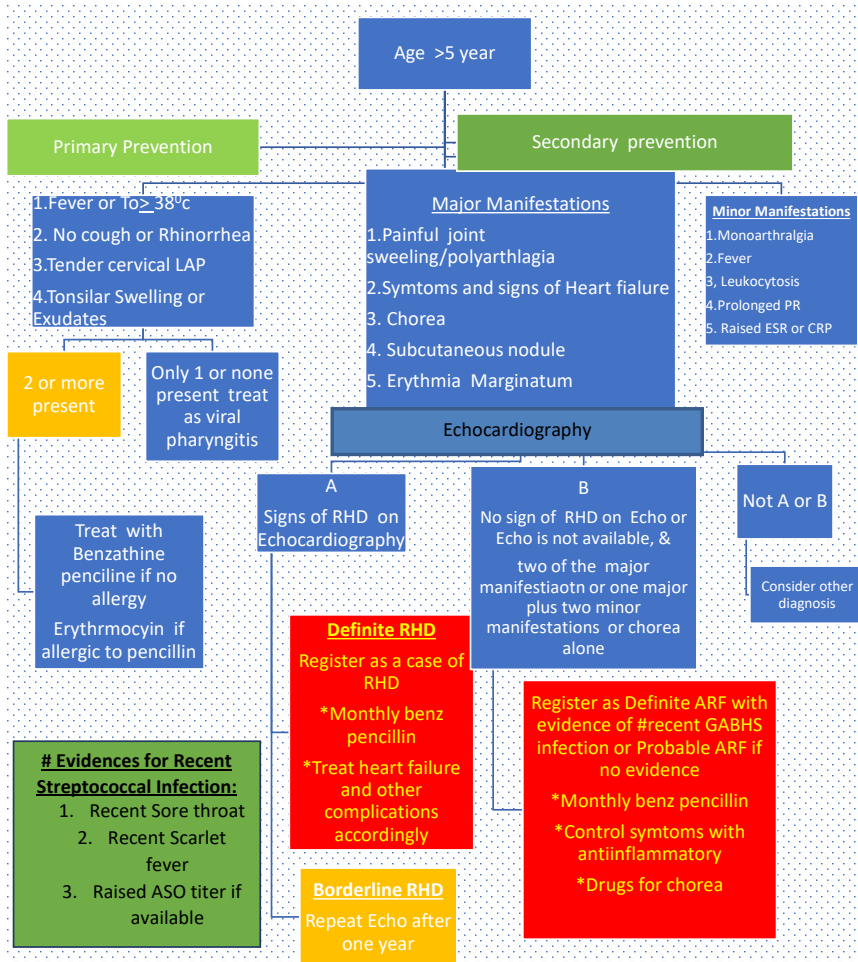 Age >5 year
Primary Prevention
Secondary prevention
1.Fever or To> 38⁰c
2. No cough or Rhinorrhea
3.Tender cervical LAP
4.Tonsilar Swelling or
Exudates
Major Manifestations
1.Painful joint
sweeling/polyarthlagia
2.Symtoms and signs of Heart fialure
3. Chorea
4. Subcutaneous nodule
5. Erythmia Marginatum
Minor Manifestations
1.Monoarthralgia
2.Fever
3, Leukocytosis
4.Prolonged PR
5. Raised ESR or CRP
2 or more
present
Only 1 or none
present treat
as viral
pharyngitis
Echocardiography
Treat with
Benzathine
penciline if no
allergy
Erythrmocyin if
allergic to pencillin
A
Signs of RHD on
Echocardiography
B
No sign of RHD on Echo or
Echo is not available, &
two of the major
manifestiaotn or one major
plus two minor
manifestations or chorea
alone
Not A or B
Consider other
diagnosis
Definite RHD
Register as a case of
RHD
*Monthly benz
pencillin
*Treat heart failure
and other
complications
accordingly
Register as Definite ARF with
evidence of #recent GABHS
infection or Probable ARF if
no evidence
*Monthly benz pencillin
*Control symtoms with
antiinflammatory
*Drugs for chorea
# Evidences for Recent
Streptococcal Infection:
1. Recent Sore throat
2. Recent Scarlet
fever
3. Raised ASO titer if
available
Borderline RHD
Repeat Echo after
one year